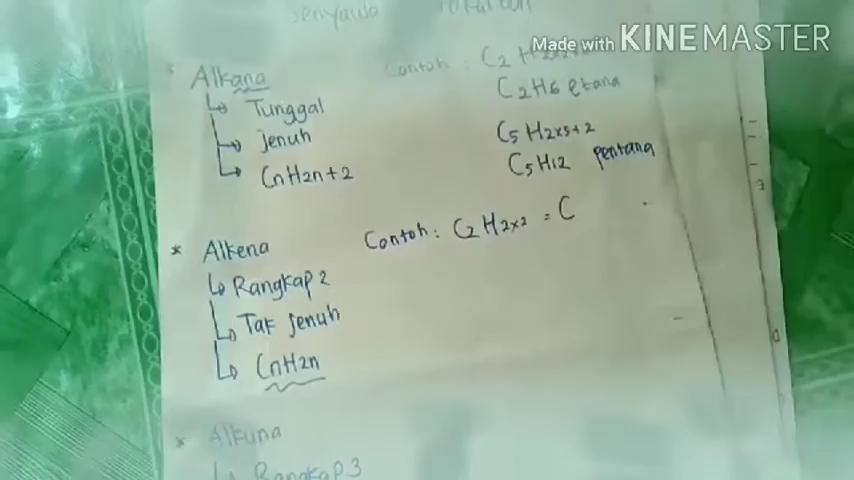 Senyawa
Made with KINEMASTER
* Alkana
Contoh : C2 H
Tunggal
C2H6 etana
Jenuh
C5 H2x5+2
CnH2n+2
C5H12 pentana
* Alkena
Contoh : C2 H2x2 = C
Rangkap 2
Tak Jenuh
CnH2n
* Alkuna
Rangkap 3